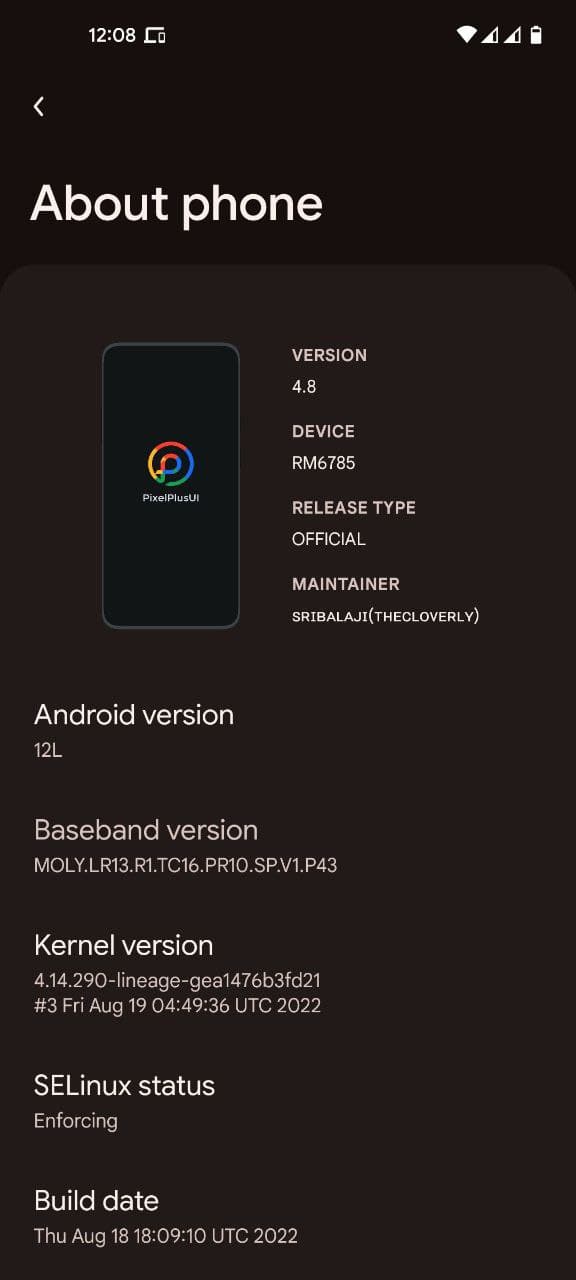 12:08
About phone
PixelPlusUI
VERSION
4.8
DEVICE
RM6785
RELEASE TYPE
OFFICIAL
MAINTAINER
SRIBALAJI(THECLOVERLY)
Android version
12L
Baseband version
MOLY.LR13.R1.TC16.PR10.SP.V1.P43
Kernel version
4.14.290-lineage-gea1476b3fd21
#3 Fri Aug 19 04:49:36 UTC 2022
SELinux status
Enforcing
Build date
Thu Aug 18 18:09:10 UTC 2022